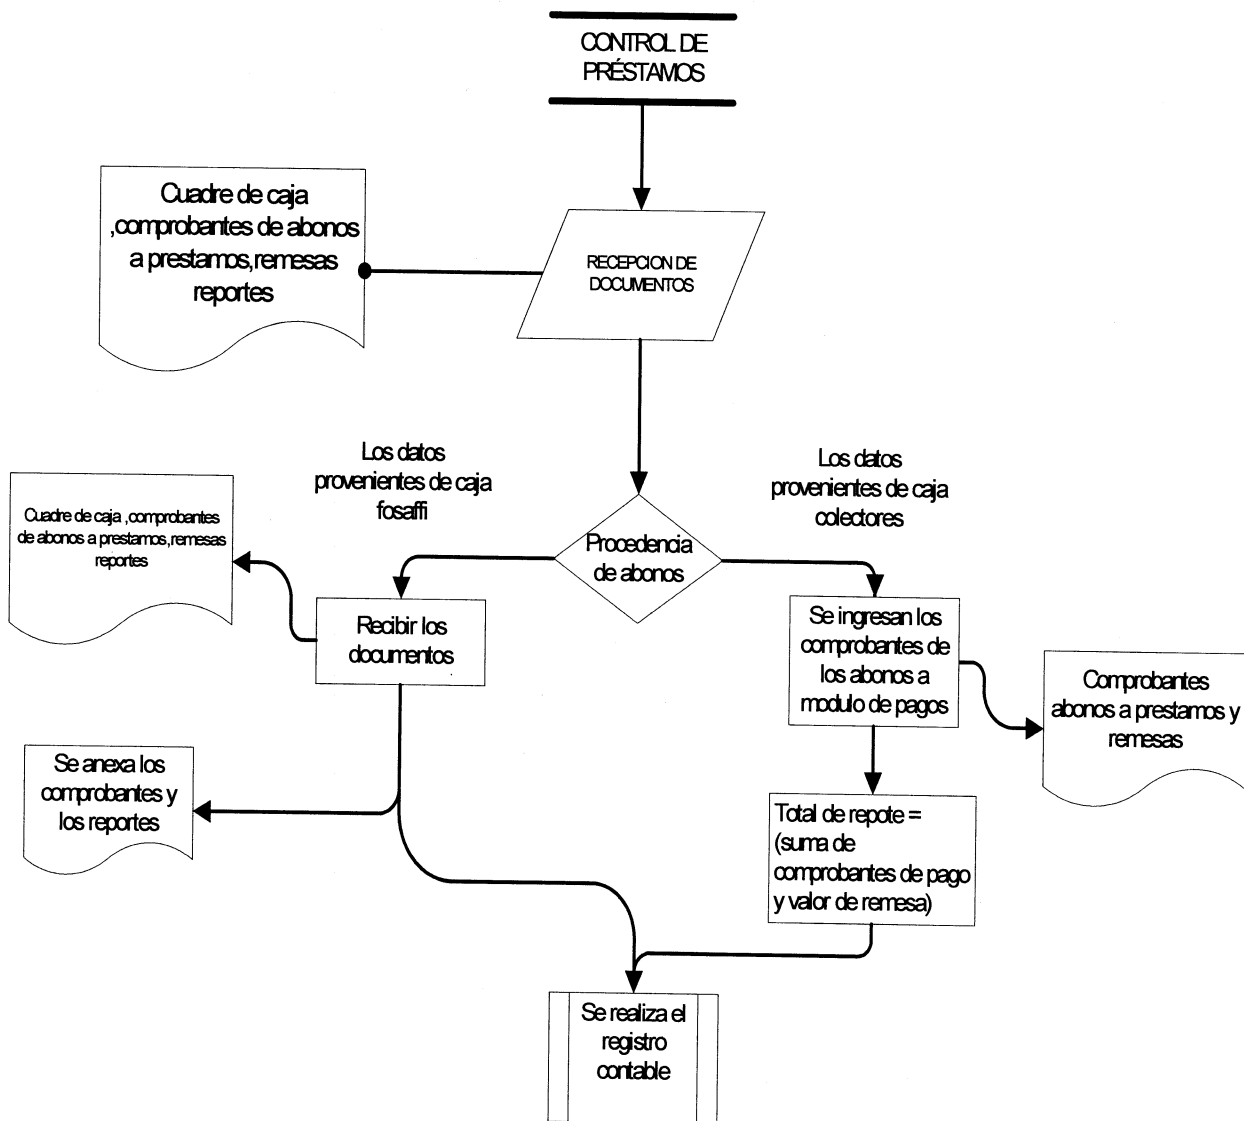 CONTROL DE
PRÉSTAMOS
Cuadre de caja
,comprobantes de abonos
a prestamos,remesas
reportes
RECEPCION DE
DOCUMENTOS
Los datos
provenientes de caja
fosaffi
Los datos
provenientes de caja
colectores
Cuadre de caja ,comprobantes
de abonos a prestamos,remesas
reportes
Procedencia
de abonos
Recibir los
documentos
Se ingresan los
comprobantes de
los abonos a
modulo de pagos
Comprobantes
abonos a prestamos y
remesas
Se anexa los
comprobantes y
los reportes
Total de repote =
(suma de
comprobantes de pago
y valor de remesa)
Se realiza el
registro
contable